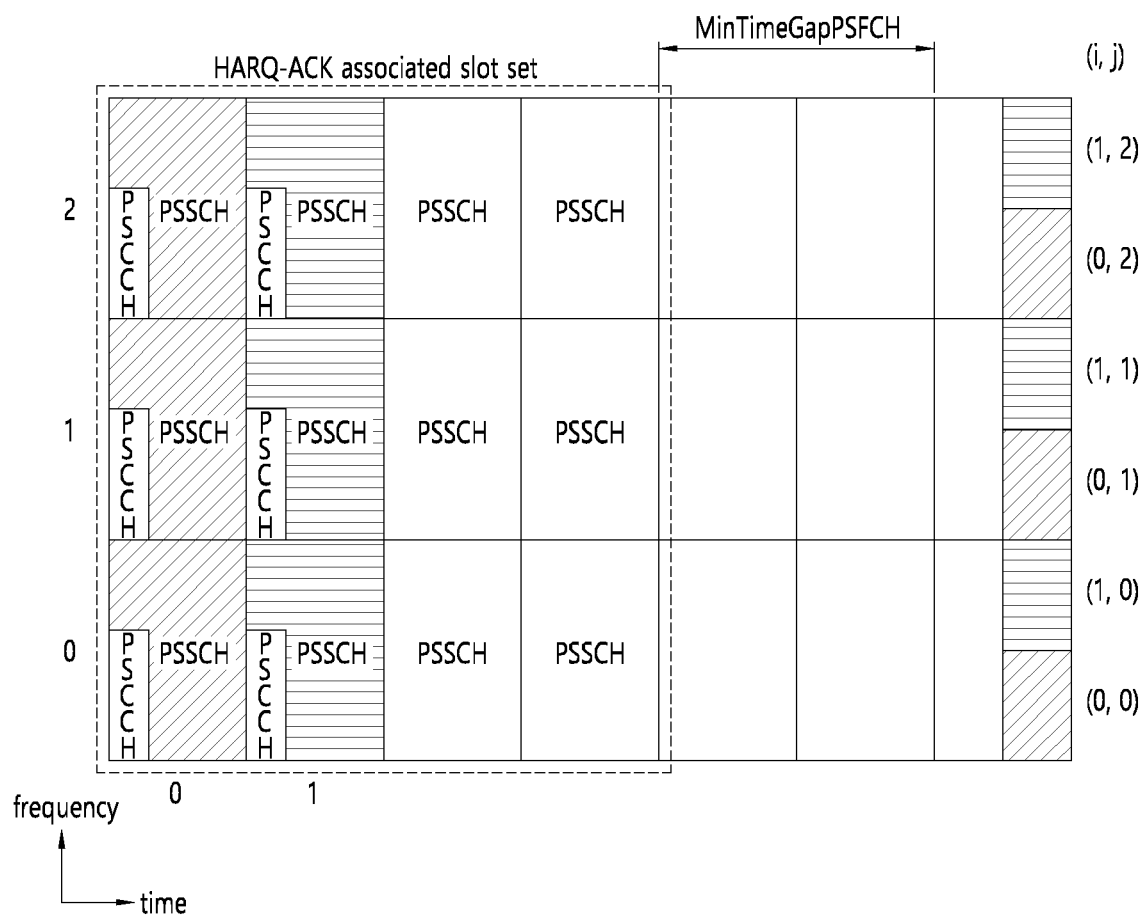 MinTimeGapPSFCH
HARQ-ACK associated slot set
(i, j)
(1, 2)
2
PSCCH
PSSCH
PSCCH
PSSCH
PSSCH
PSSCH
(0, 2)
(1, 1)
1
PSCCH
PSSCH
PSCCH
PSSCH
PSSCH
PSSCH
(0, 1)
(1, 0)
0
PSCCH
PSSCH
PSCCH
PSSCH
PSSCH
PSSCH
(0, 0)
0
1
frequency
time